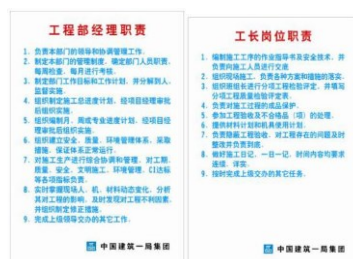 工程部经理职责
1、负责本部门的领导和协调管理工作。
2、制定本部门的管理制度、确定部门人员职责、
每周检查、每月进行考核。
3、制定部门工作目标和工作计划、并分解到人、
监督实施。
4、组织制定施工总进度计划、经项目经理审批
后组织实施。
5、组织编制月、周或专业进度计划、经项目经
理审批后组织实施。
6、组织建立安全、质量、环境管理体系、采取
措施、保证体系正常运行。
7、对施工生产进行综合协调和管理、对工期、
质量、安全、文明施工、环境管理、CI达标
等各项指标负责。
8、实时掌握现场人、机、材料动态变化、分析
其对工程的影响、及时发现对工程不利因素、
并组织制定修正措施。
9、完成上级领导交办的其它工作。
中国建筑一局集团
工长岗位职责
1、编制施工工序的作业指导书及安全技术、并
负责向施工人员进行交底
2、组织现场施工、负责各种方案和措施的落实。
3、组织班组长进行分项工程检验评定、并填写
分项工程质量检验评定表。
4、负责对施工过程的成品保护。
5、参加工程验收及不合格品（项）的处理。
6、提供材料计划和机具使用计划。
7、负责隐蔽工程验收、对工程存在的问题及时
整改并负责到底。
8、做好施工日记、一日一记、时间内容均要求
连续、详实。
9、按时完成上级交办的其他任务。
中国建筑一局集团